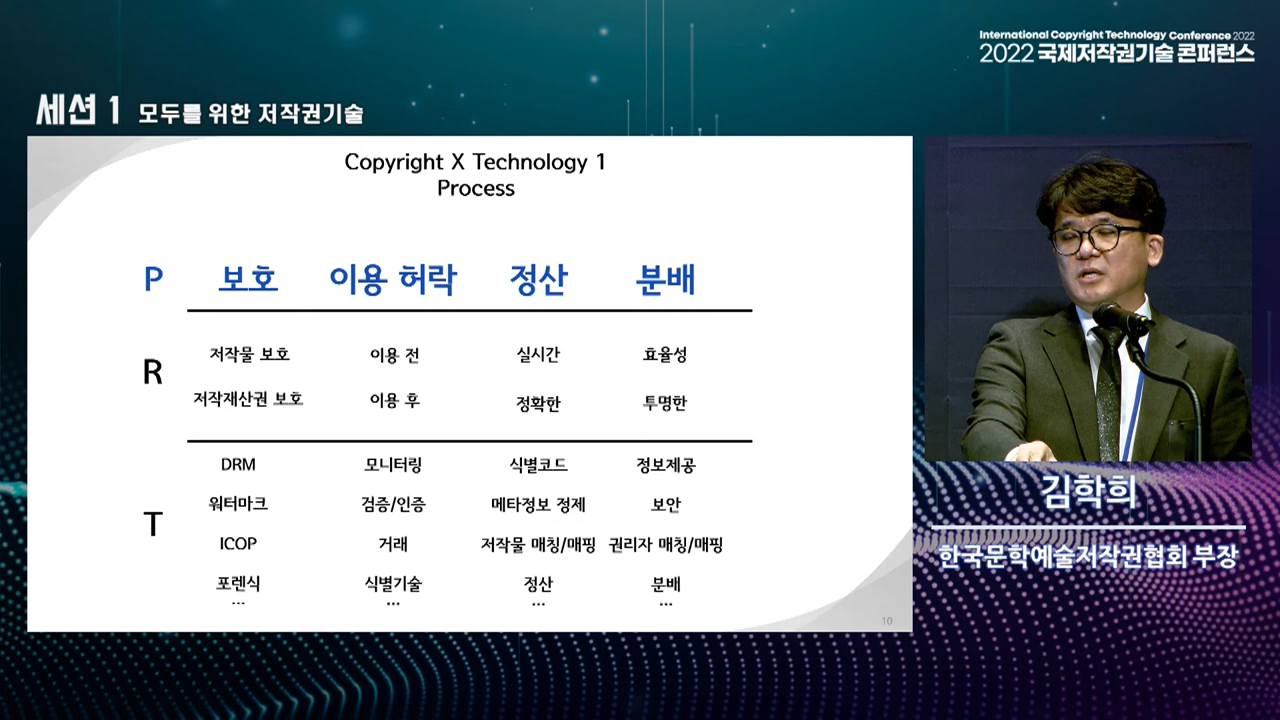 International Copyright Technology Conference 2022
2022 국제저작권기술 콘퍼런스
세션 1 모두를 위한 저작권기술
Copyright X Technology 1
Process
P 보호 이용 허락 정산 분배
R
저작물 보호 이용 전 실시간 효율성
저작재산권 보호 이용 후 정확한 투명한
T
DRM 모니터링 식별코드 정보제공
워터마크 검증/인증 메타정보 정제 보안
ICOP 거래 저작물 매칭/매핑 권리자 매칭/매핑
포렌식 식별기술 정산 분배
... ... ... ...
10
김학희
한국문학예술저작권협회 부장